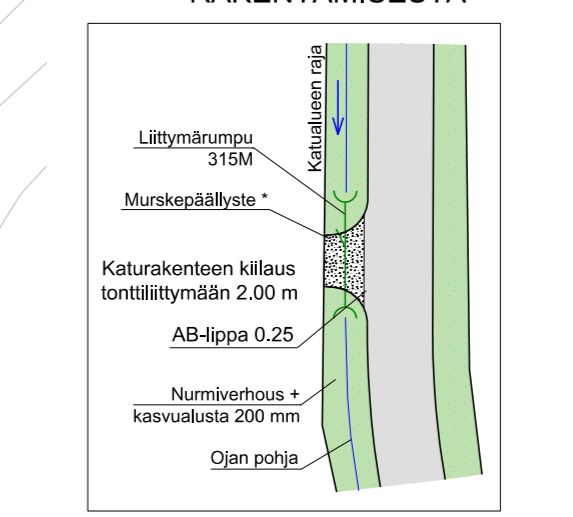 RAKENTAMISESTA
Katualueen raja
Liittymärumpu
315M
Murskepäällyste *
Katurakenteen kiilaus
tonttiliittymään 2.00 m
AB-lippa 0.25
Nurmiverhous +
kasvualusta 200 mm
Ojan pohja